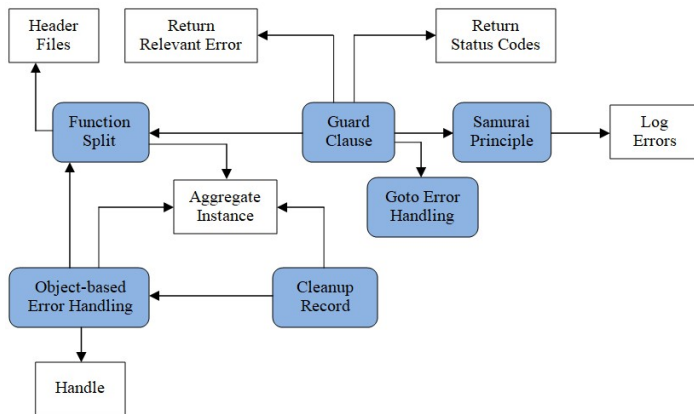 Header
Files
Return
Relevant Error
Return
Status Codes
Function
Split
Guard
Clause
Samurai
Principle
Log
Errors
Aggregate
Instance
Goto Error
Handling
Object-based
Error Handling
Cleanup
Record
Handle